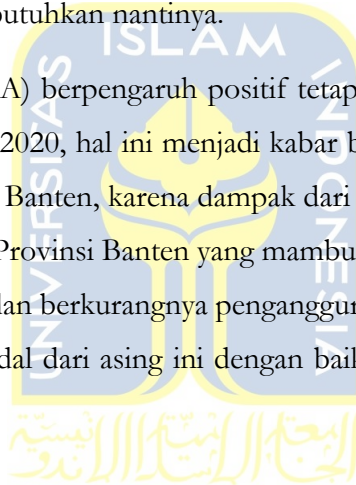 butuhkan nantinya.
A) berpengaruh positif tetap
2020, hal ini menjadi kabar b
Banten, karena dampak dari
Provinsi Banten yang mambu
dan berkurangnya penganggur
dal dari asing ini dengan baik
ISLAM
UNIVERSITAS
INDONESIA